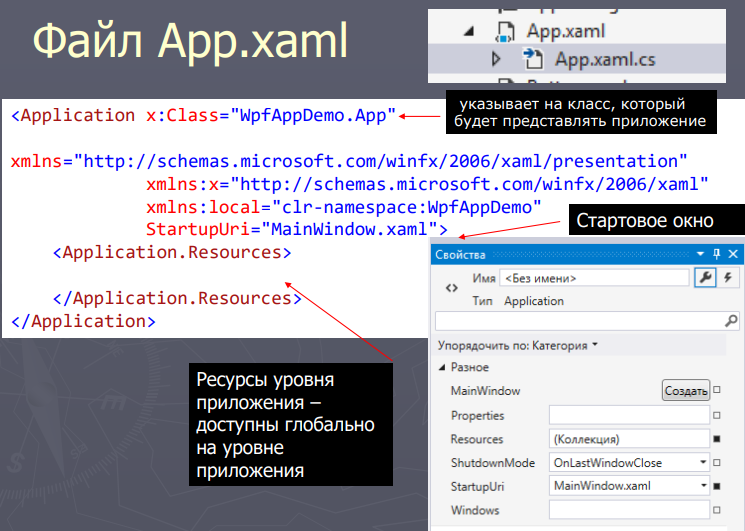 Файл App.xaml
App.xaml
App.xaml.cs
<Application x:Class="WpfAppDemo.App"
указывает на класс, который
будет представлять приложение
xmlns="http://schemas.microsoft.com/winfx/2006/xaml/presentation"
xmlns:x="http://schemas.microsoft.com/winfx/2006/xaml"
xmlns:local="clr-namespace:WpfAppDemo"
StartupUri="MainWindow.xaml">
Стартовое окно
<Application.Resources>
</Application.Resources>
</Application>
Ресурсы уровня
приложения –
доступны глобально
на уровне
приложения
Свойства
Имя <Без имени>
Тип Application
Упорядочить по: Категория
Разное
MainWindow Создать
Properties
Resources (Коллекция)
ShutdownMode OnLastWindowClose
StartupUri MainWindow.xaml
Windows